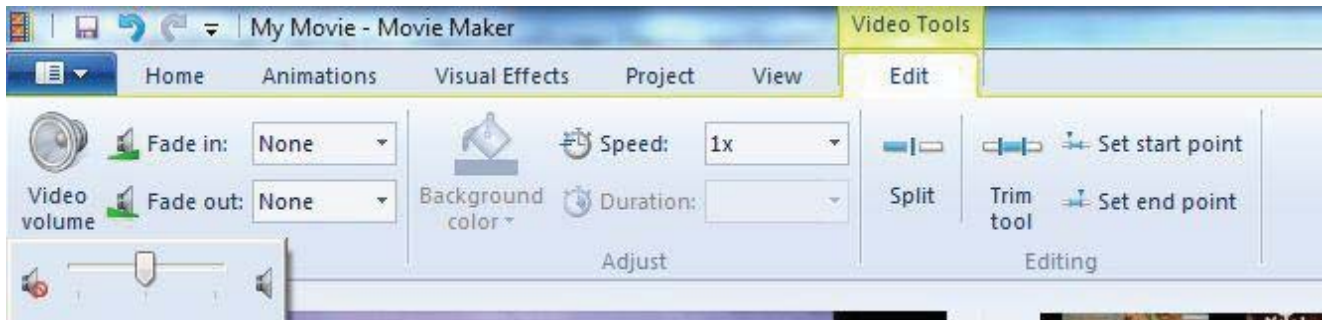 My Movie - Movie Maker
Video Tools
Home Animations Visual Effects Project View Edit
Fade in: None
Speed: 1x
Set start point
Video volume
Fade out: None
Background color
Duration:
Split
Trim tool
Set end point
Adjust
Editing